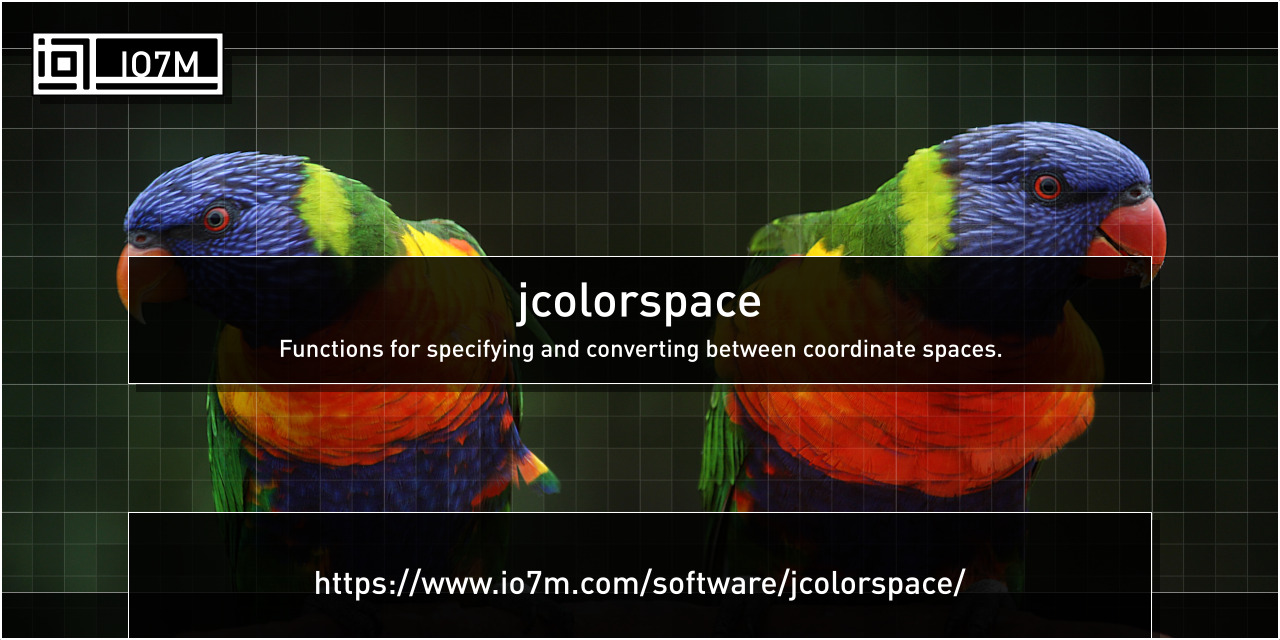 IO7M
jcolorspace
Functions for specifying and converting between coordinate spaces.
https://www.io7m.com/software/jcolorspace/